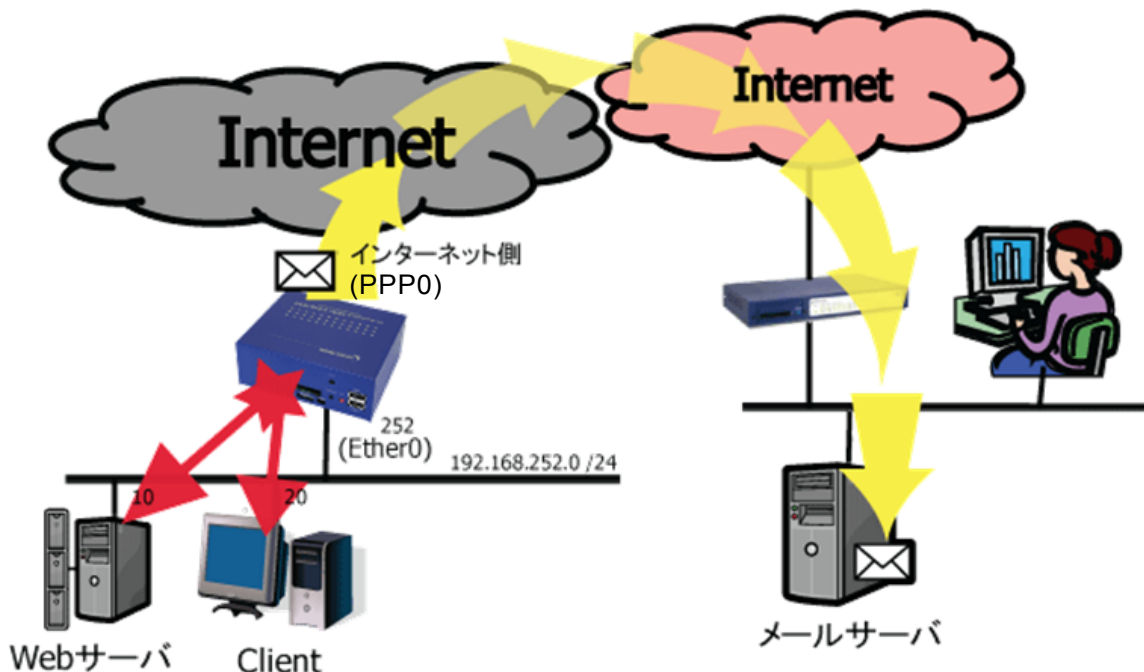 Internet
Internet
インターネット側
(PPP0)
252
(Ether0)
192.168.252.0 /24
10
20
Webサーバ
Client
メールサーバ